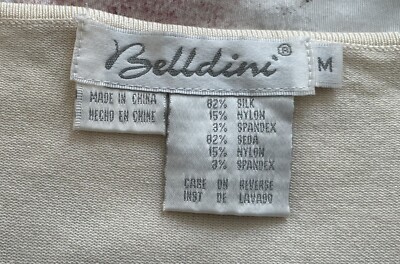 Belldini®
M
MADE IN CHINA
HECHO EN CHINE
82% SILK
15% NYLON
3% SPANDEX
82% SEDA
15% NYLON
3% SPANDEX
CARE ON REVERSE
INST DE LAVADO